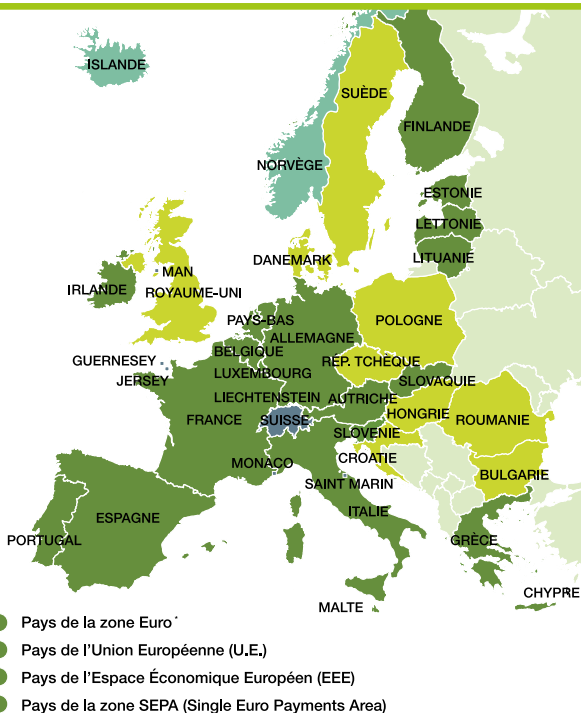 ISLANDE
SUÈDE
FINLANDE
NORVÈGE
ESTONIE
LETTONIE
DANEMARK
LITUANIE
MAN
IRLANDE
ROYAUME-UNI
PAYS-BAS
POLOGNE
ALLEMAGNE
BELGIQUE
GUERNESEY
RÉP. TCHÈQUE
LUXEMBOURG
JERSEY
SLOVAQUIE
LIECHTENSTEIN
AUTRICHE
HONGRIE
FRANCE
SUISSE
ROUMANIE
SLOVÉNIE
CROATIE
MONACO
BULGARIE
SAINT MARIN
ITALIE
ESPAGNE
PORTUGAL
GRÈCE
CHYPRE
MALTE
Pays de la zone Euro*
Pays de l'Union Européenne (U.E.)
Pays de l'Espace Économique Européen (EEE)
Pays de la zone SEPA (Single Euro Payments Area)